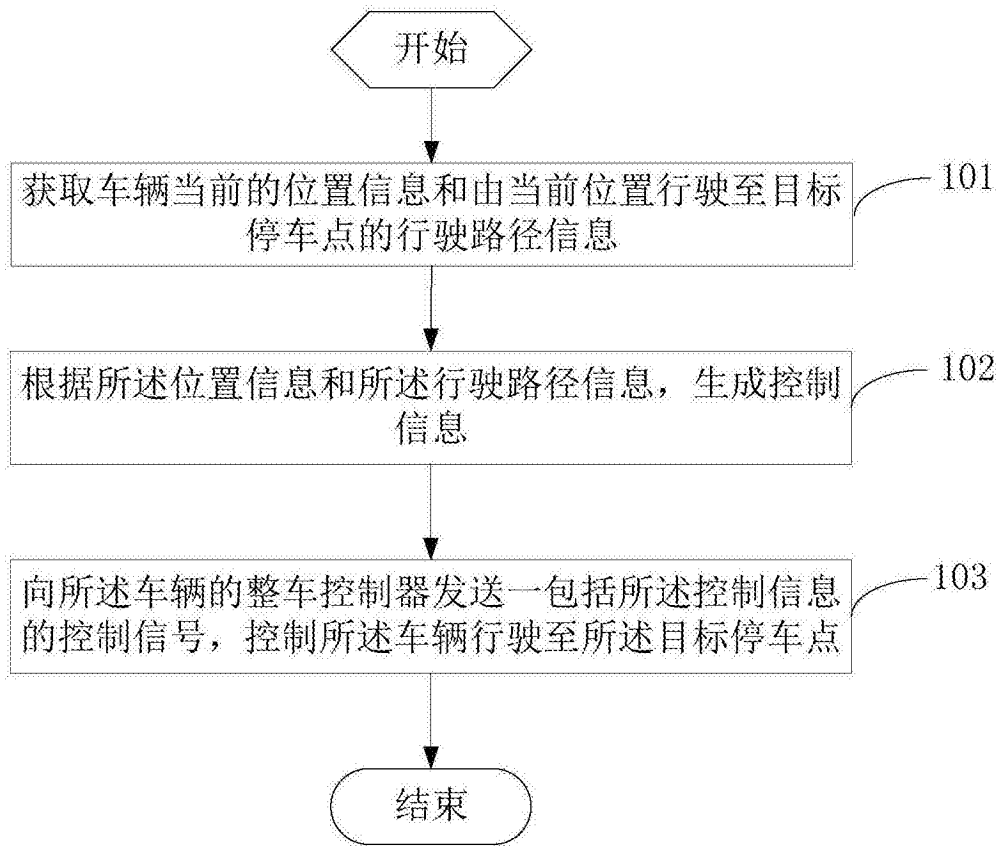 开始
获取车辆当前的位置信息和由当前位置行驶至目标
停车点的行驶路径信息
101
根据所述位置信息和所述行驶路径信息，生成控制
信息
102
向所述车辆的整车控制器发送一包括所述控制信息
的控制信号，控制所述车辆行驶至所述目标停车点
103
结束